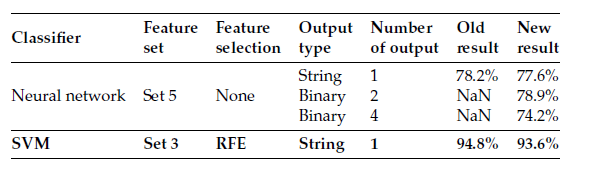 Classifier Feature set Feature selection Output type Number of output Old result New result
String 1 78.2% 77.6%
Neural network Set 5 None Binary 2 NaN 78.9%
Binary 4 NaN 74.2%
SVM Set 3 RFE String 1 94.8% 93.6%